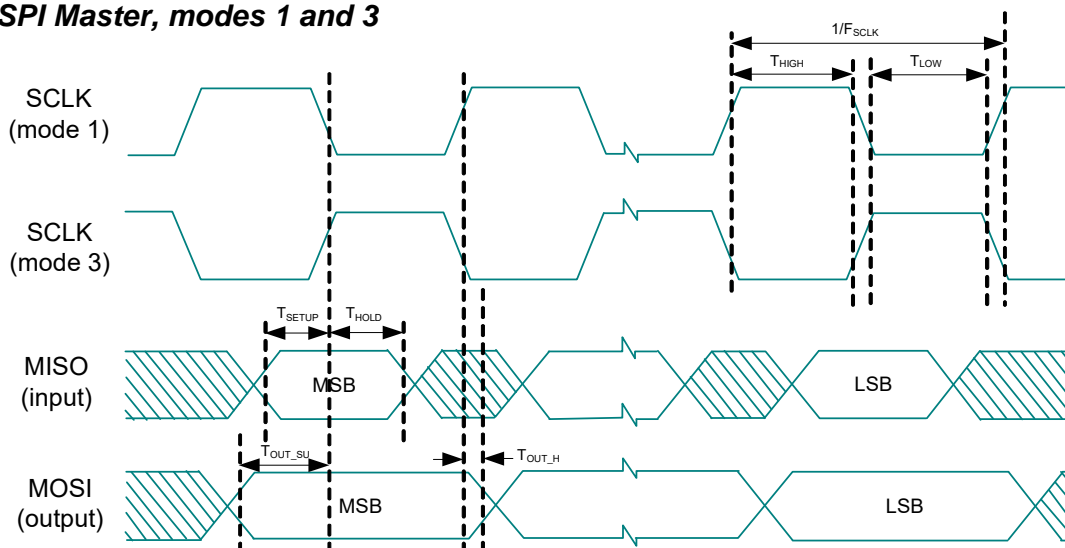 SPI Master, modes 1 and 3
1/FSCLK
THIGH
TLOW
SCLK
(mode 1)
SCLK
(mode 3)
TSETUP
THOLD
MISO
(input)
MSB
LSB
TOUT_SU
TOUT_H
MOSI
(output)
MSB
LSB